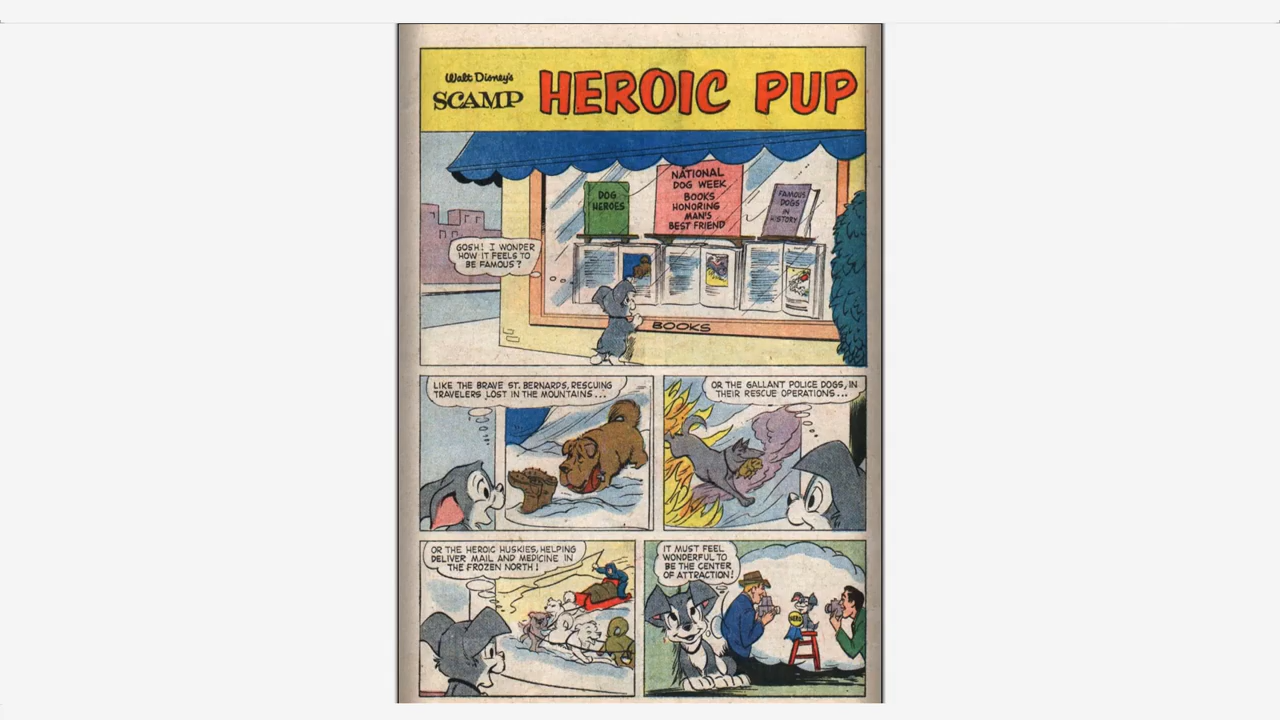 Walt Disney's
SCAMP
HEROIC PUP
DOG
HEROES
NATIONAL
DOG WEEK
BOOKS
HONORING
MAN'S
BEST FRIEND
FAMOUS
DOGS
IN
HISTORY
GOSH! I WONDER
HOW IT FEELS TO
BE FAMOUS?
BOOKS
LIKE THE BRAVE ST. BERNARDS, RESCUING
TRAVELERS LOST IN THE MOUNTAINS...
OR THE GALLANT POLICE DOGS, IN
THEIR RESCUE OPERATIONS...
OR THE HEROIC HUSKIES, HELPING
DELIVER MAIL AND MEDICINE IN
THE FROZEN NORTH!
IT MUST FEEL
WONDERFUL TO
BE THE CENTER
OF ATTRACTION!
HERO